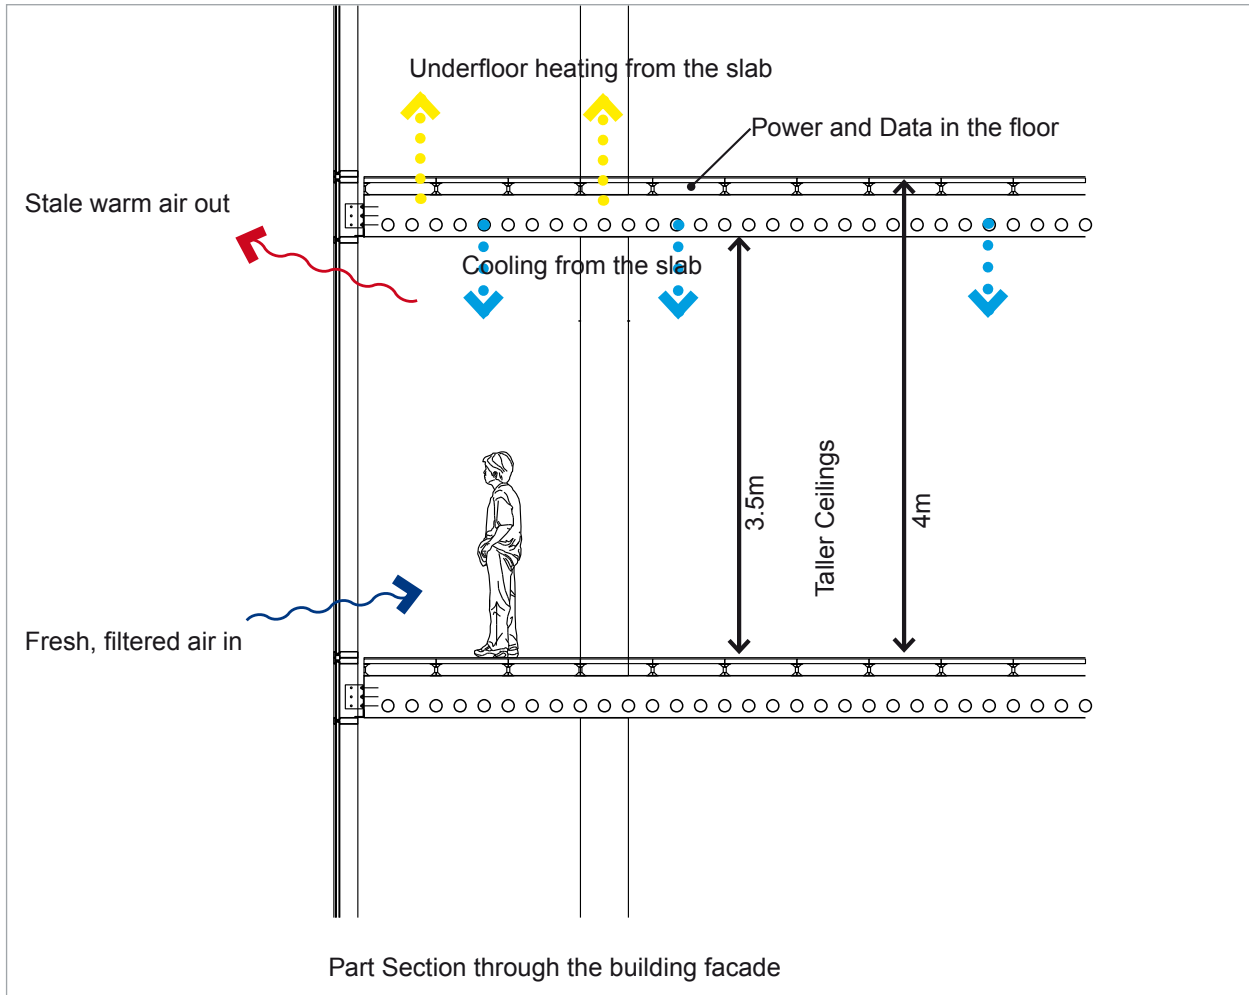 Underfloor heating from the slab
Power and Data in the floor
Stale warm air out
Cooling from the slab
3.5m
Taller Ceilings
4m
Fresh, filtered air in
Part Section through the building facade